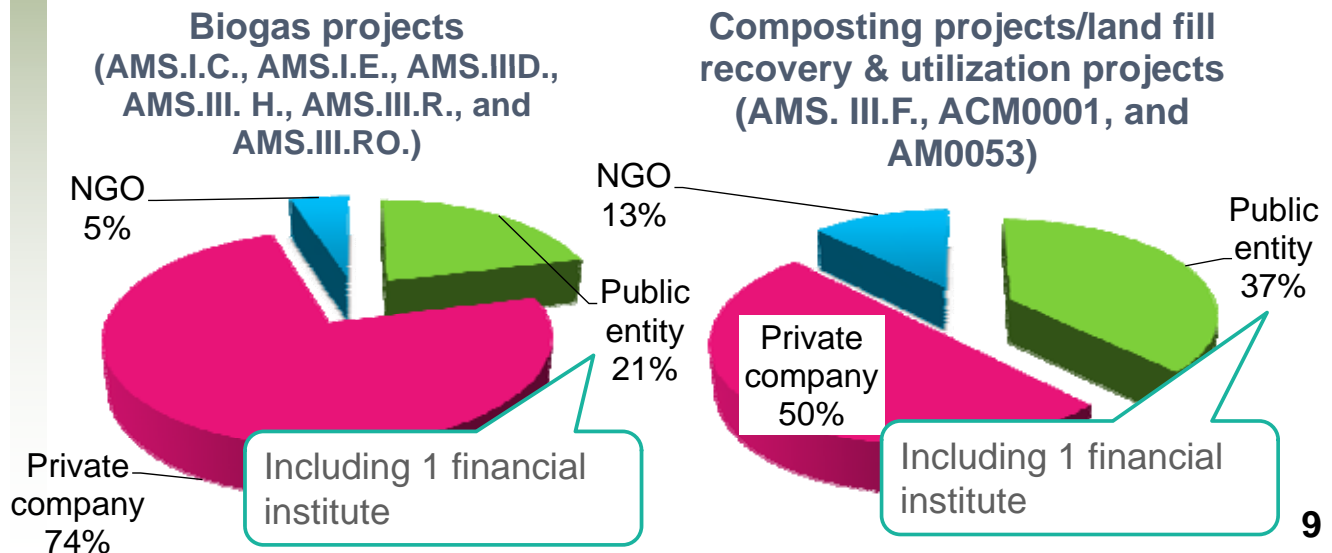 Biogas projects
(AMS.I.C., AMS.I.E., AMS.IIID.,
AMS.III. H., AMS.III.R., and
AMS.III.RO.)
NGO
5%
Public
entity
21%
Private
company
74%
Including 1 financial
institute
Composting projects/land fill
recovery & utilization projects
(AMS. III.F., ACM0001, and
AM0053)
NGO
13%
Public
entity
37%
Private
company
50%
Including 1 financial
institute
9